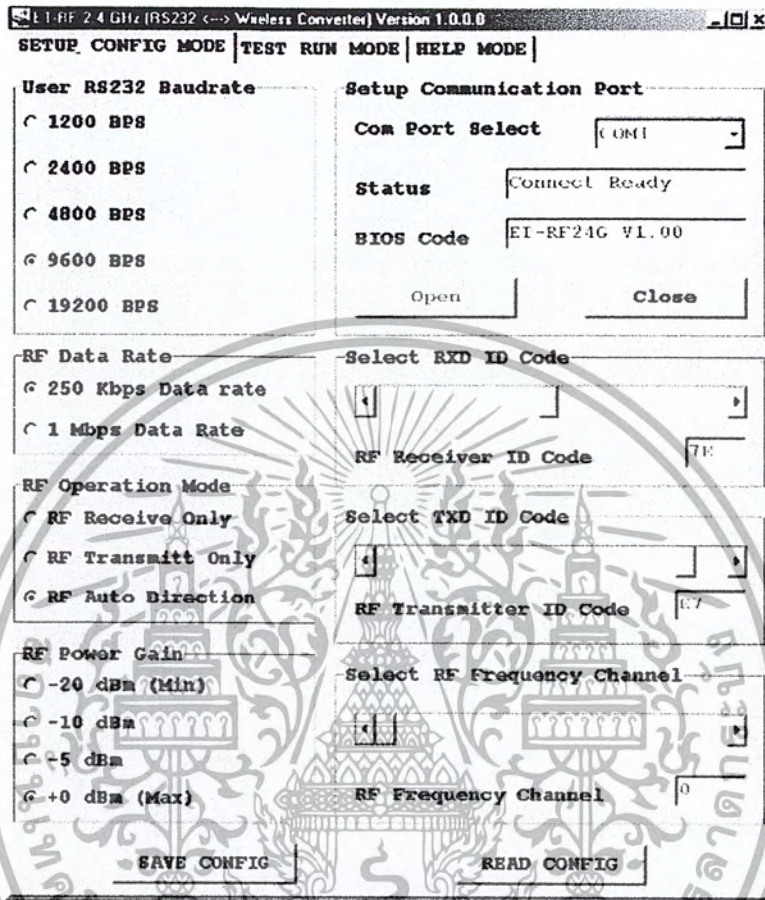 ET-RF 2.4 GHz (RS232 <---> Wireless Converter) Version 1.0.0.0
SETUP CONFIG MODE
TEST RUN MODE
HELP MODE
User RS232 Baudrate
1200 BPS
2400 BPS
4800 BPS
9600 BPS
19200 BPS
Setup Communication Port
Com Port Select
COM1
Status
Connect Ready
BIOS Code
ET-RF24G V1.00
Open
Close
RF Data Rate
250 Kbps Data rate
1 Mbps Data Rate
Select RXD ID Code
RF Receiver ID Code
7E
RF Operation Mode
RF Receive Only
RF Transmitt Only
RF Auto Direction
Select TXD ID Code
RF Transmitter ID Code
E7
RF Power Gain
-20 dBm (Min)
-10 dBm
-5 dBm
+0 dBm (Max)
Select RF Frequency Channel
RF Frequency Channel
0
SAVE CONFIG
READ CONFIG